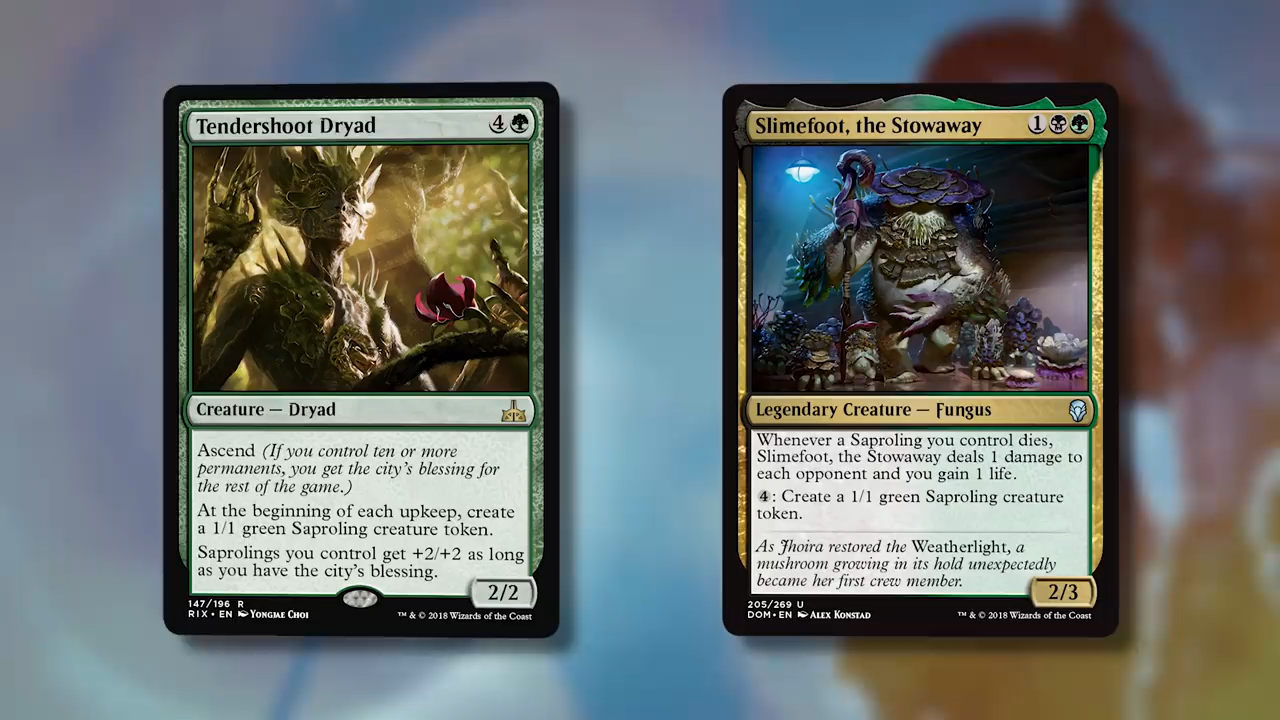 Tendershoot Dryad 4
Creature — Dryad
Ascend (If you control ten or more
permanents, you get the city's blessing for
the rest of the game.)
At the beginning of each upkeep, create
a 1/1 green Saproling creature token.
Saprolings you control get +2/+2 as long
as you have the city's blessing.
2/2
147/196 R
RIX • EN YONGJAE CHOI
™ & © 2018 Wizards of the Coast
Slimefoot, the Stowaway 1
Legendary Creature — Fungus
Whenever a Saproling you control dies,
Slimefoot, the Stowaway deals 1 damage to
each opponent and you gain 1 life.
4: Create a 1/1 green Saproling creature
token.
As Jhoira restored the Weatherlight, a
mushroom growing in its hold unexpectedly
became her first crew member.
2/3
205/269 U
DOM • EN ALEX KONSTAD
™ & © 2018 Wizards of the Coast